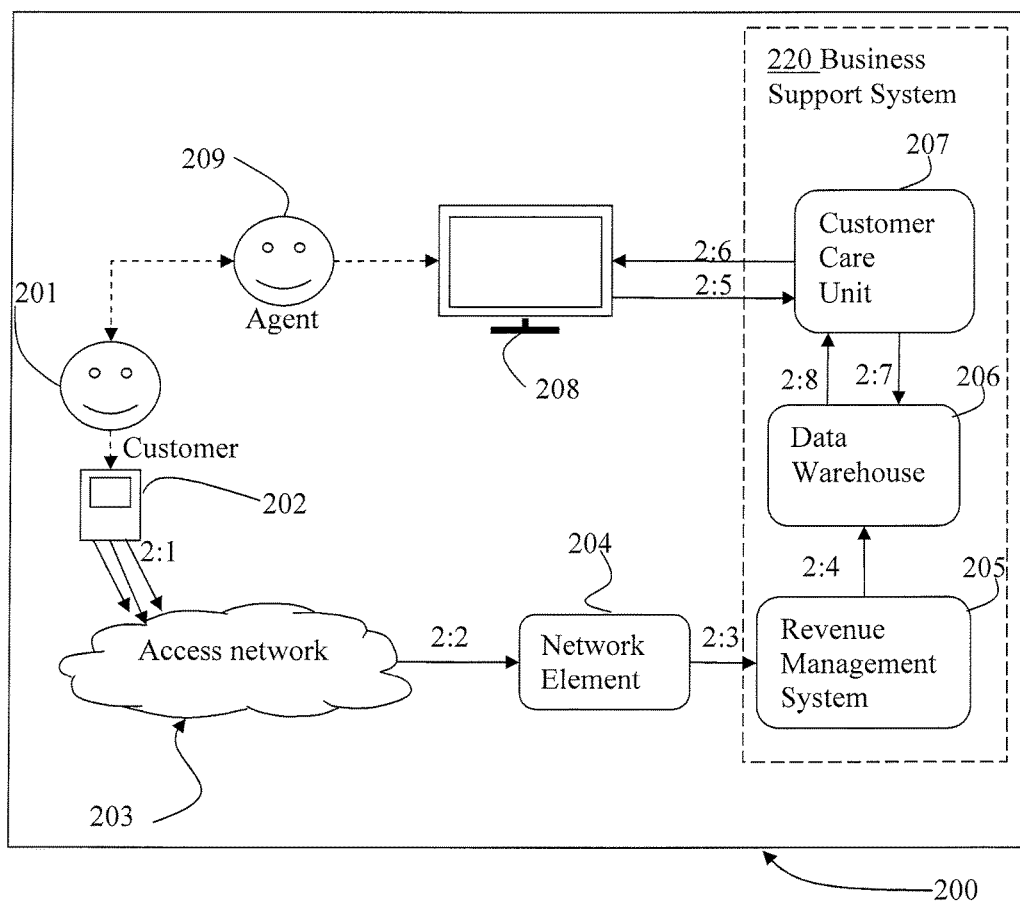 220 Business
Support System
207
209
Customer
Care
Unit
2:6
2:5
201
Agent
208
2:8
2:7
206
Data
Warehouse
Customer
202
2:1
204
2:4
205
Access network
2:2
Network
Element
2:3
Revenue
Management
System
203
200